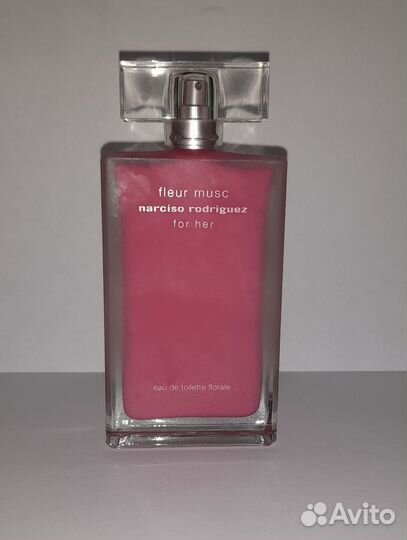 fleur musc
narciso rodriguez
for her
eau de toilette florale
Avito